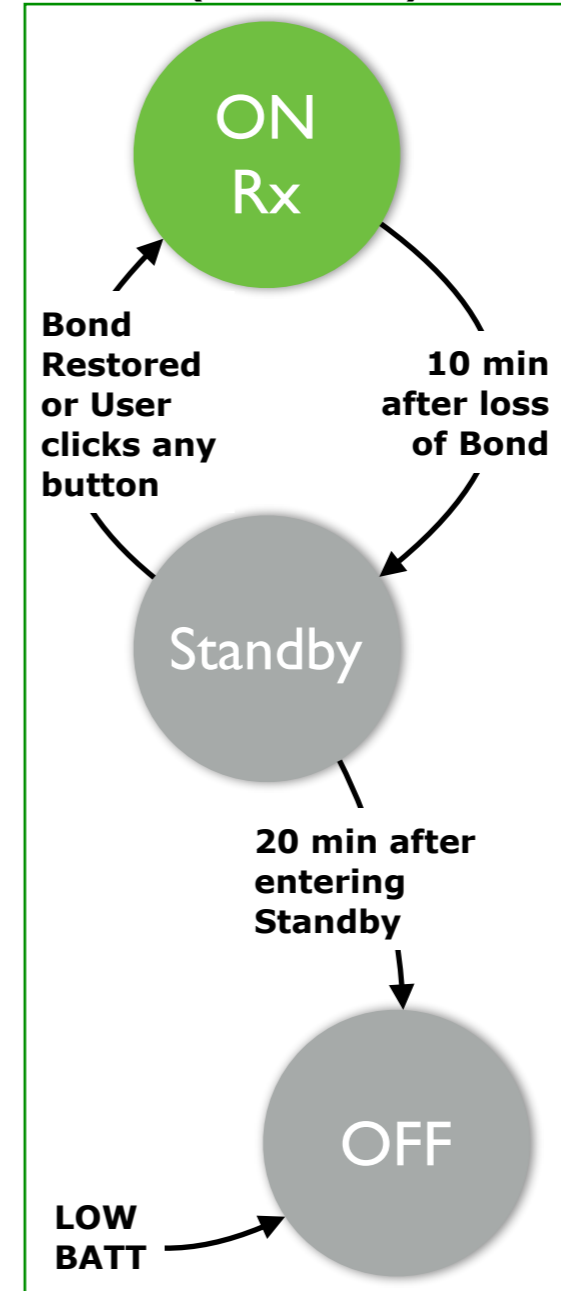 ON
Rx
Bond
Restored
or User
clicks any
button
10 min
after loss
of Bond
Standby
20 min after
entering
Standby
OFF
LOW
BATT